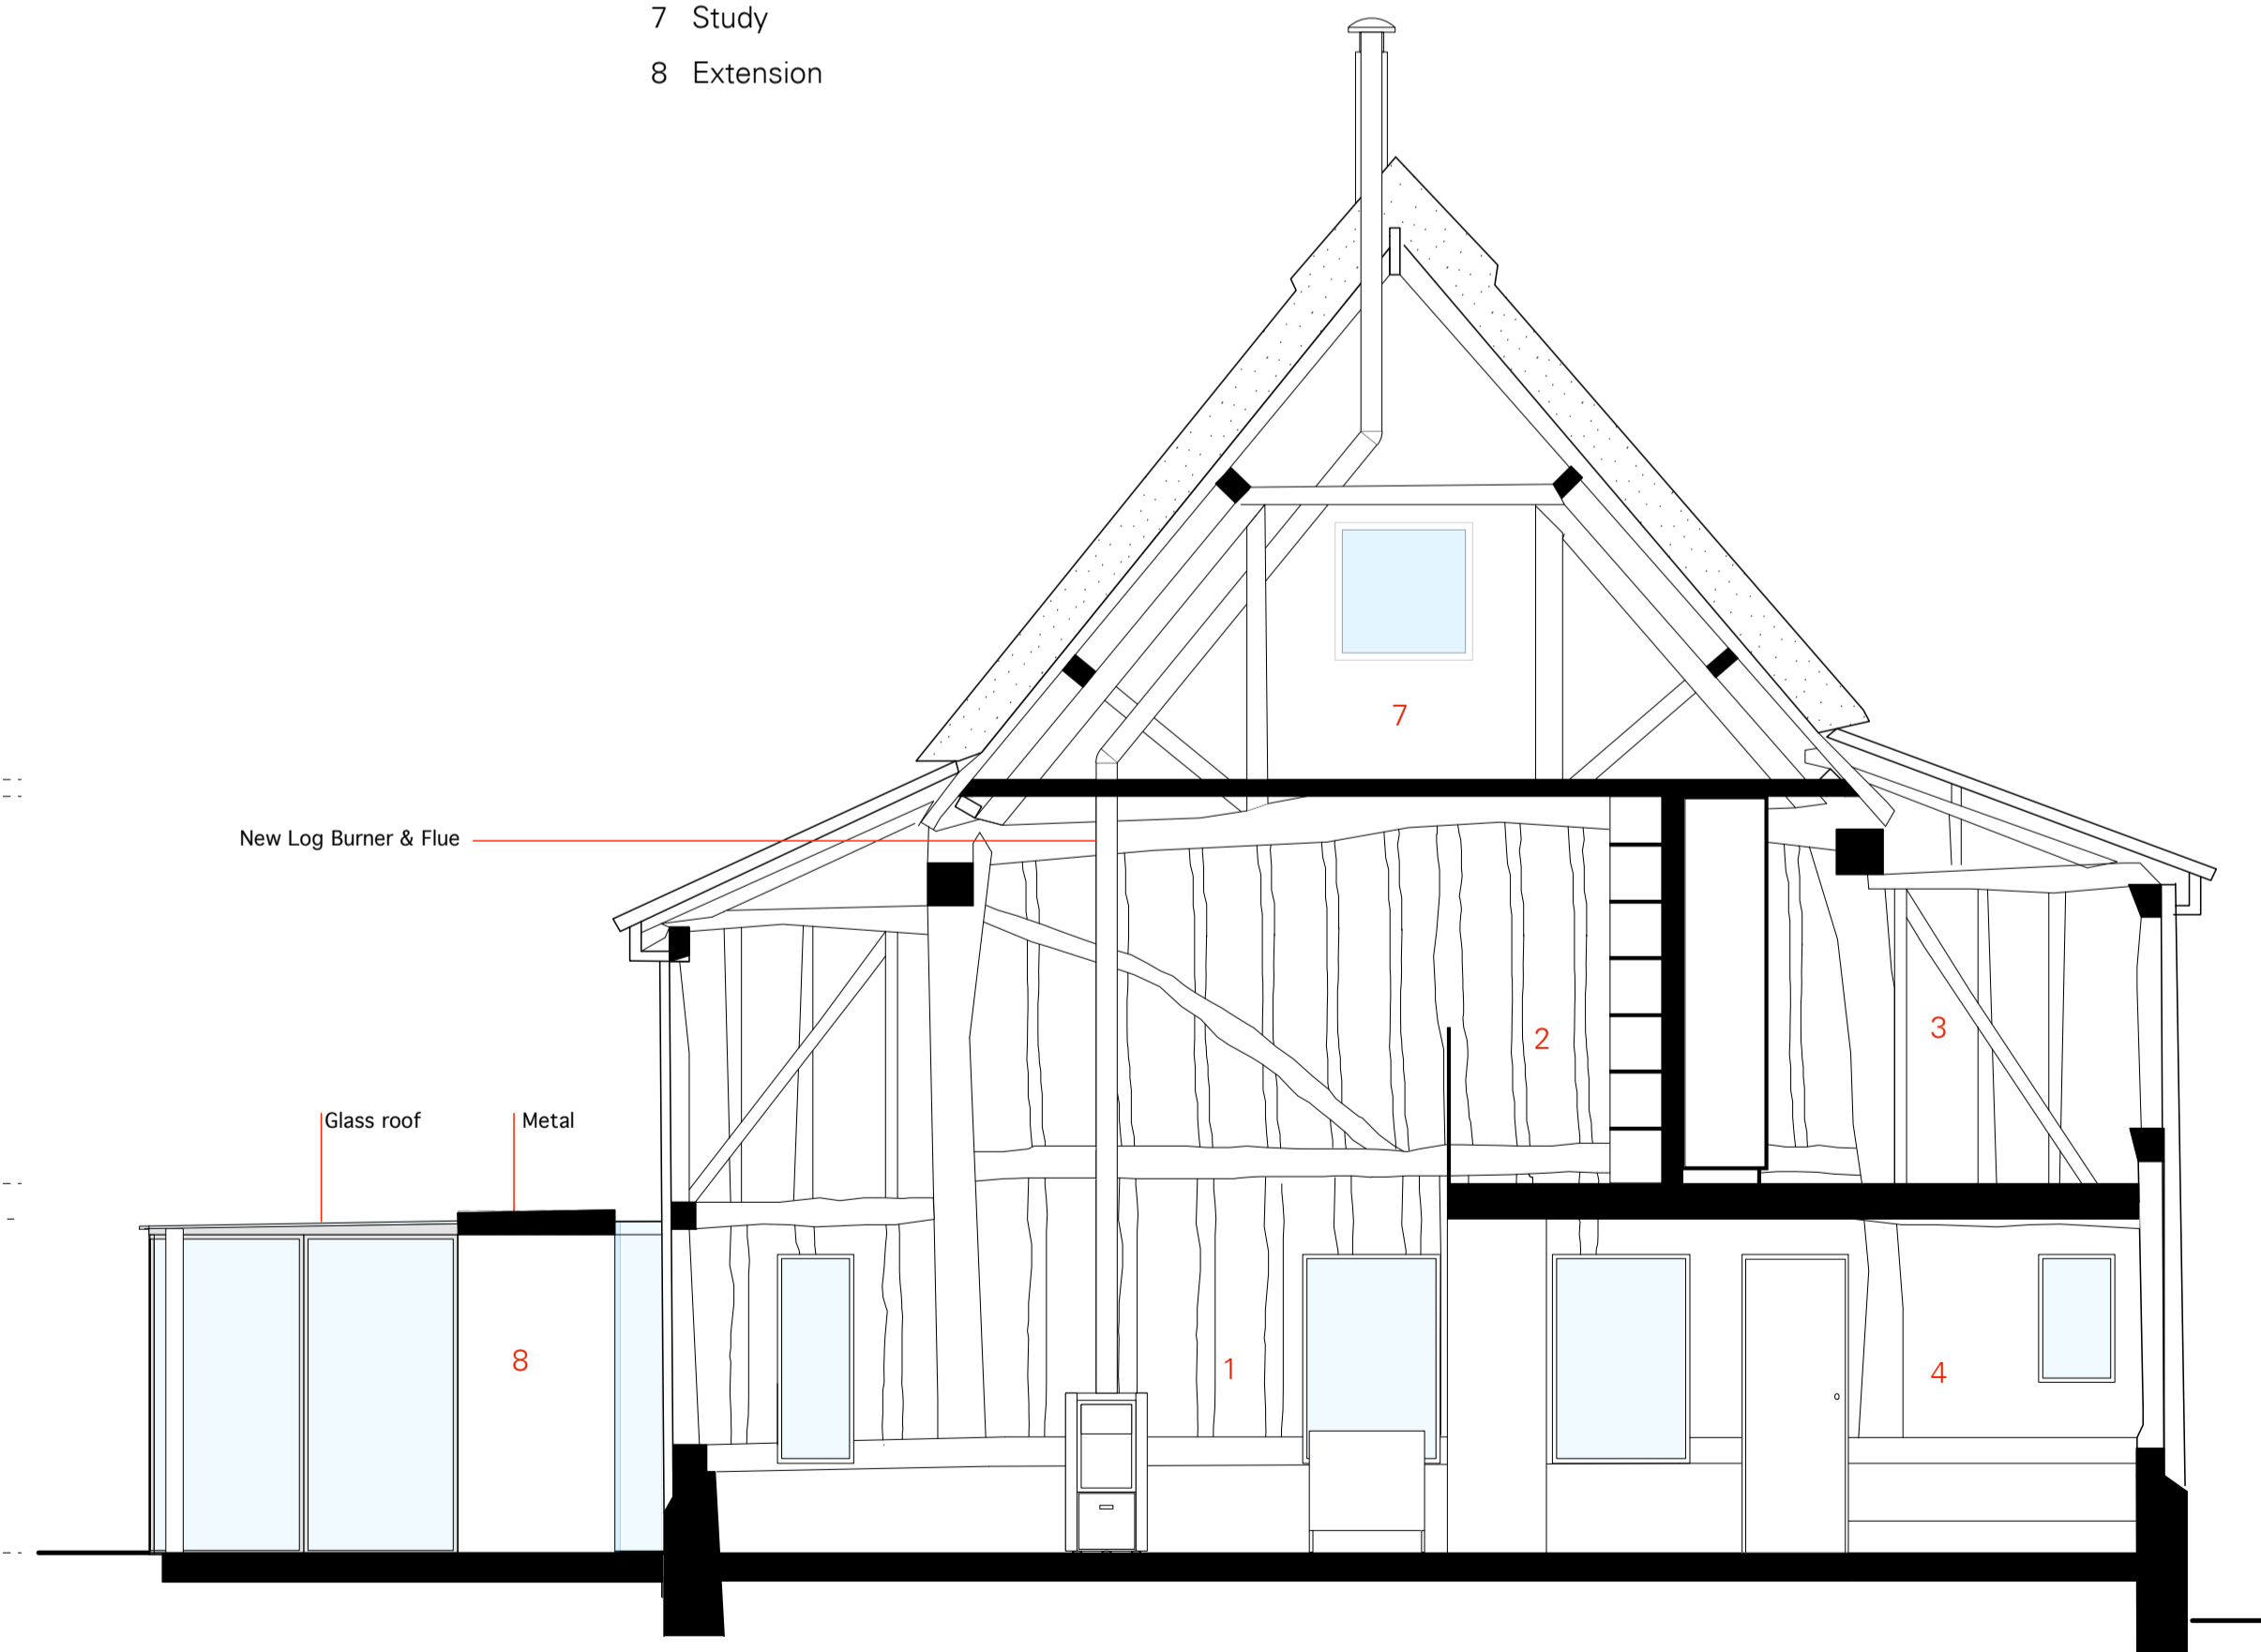 7 Study
8 Extension
7
New Log Burner & Flue
2
3
Glass roof
Metal
8
1
4